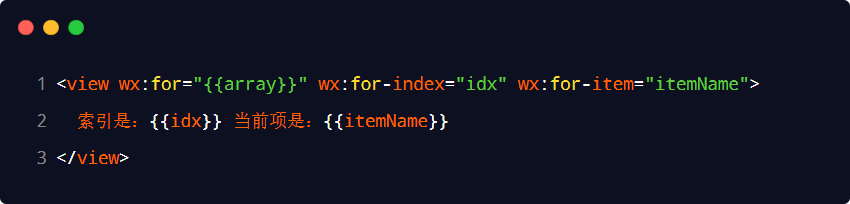 1 <view wx:for="{{array}}" wx:for-index="idx" wx:for-item="itemName">
2 索引是：{{idx}} 当前项是：{{itemName}}
3 </view>